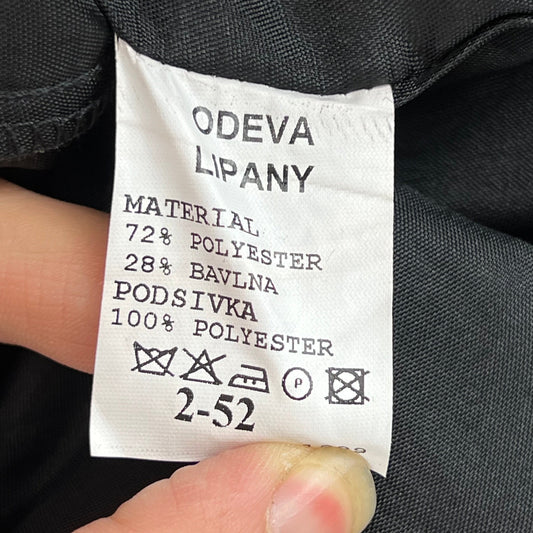 ODEVA
LIPANY
MATERIAL
72% POLYESTER
28% BAVLNA
PODSIVKA
100% POLYESTER
P
2-52